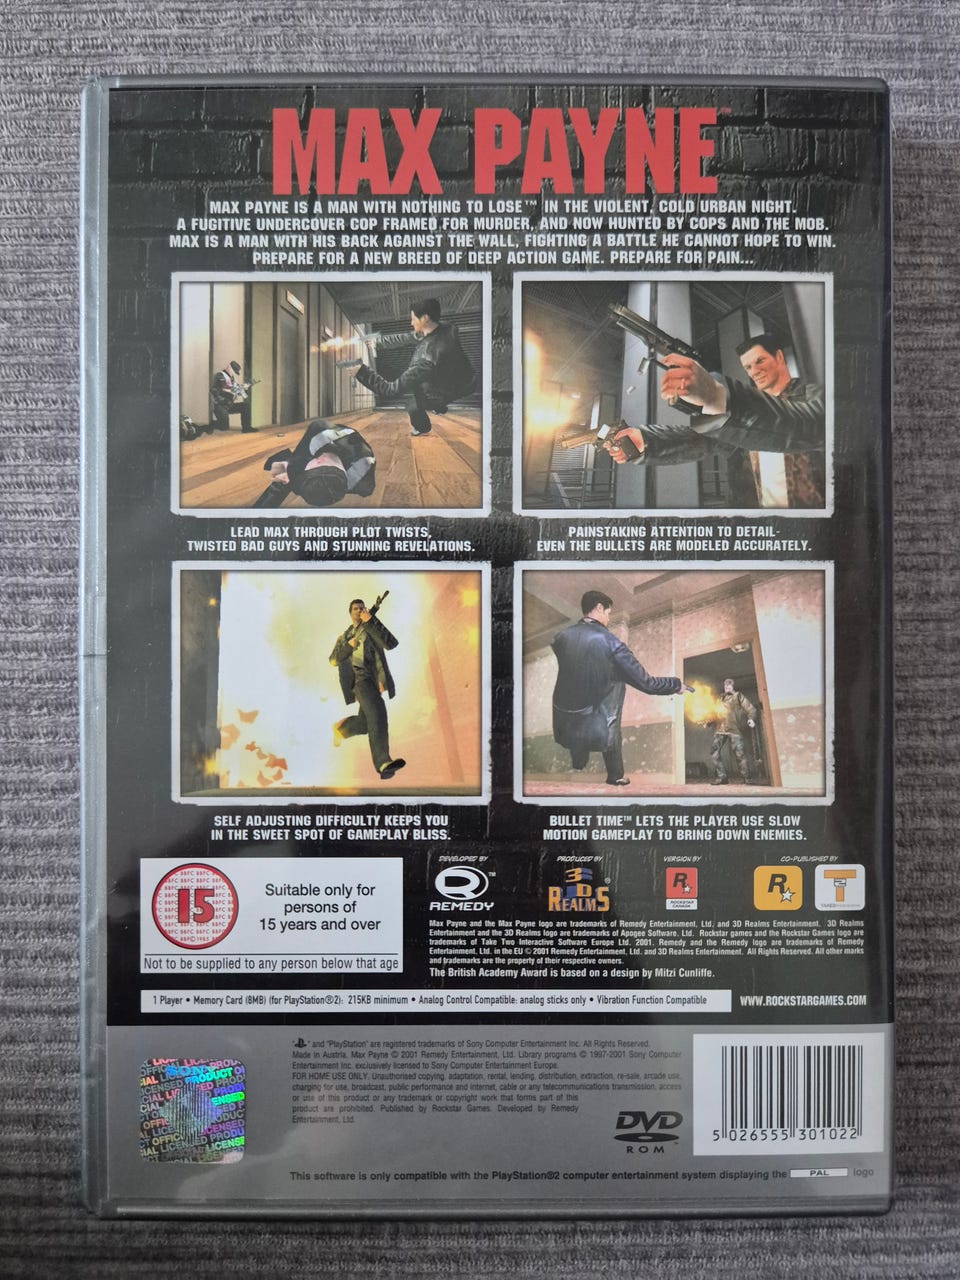 MAX PAYNE™
MAX PAYNE IS A MAN WITH NOTHING TO LOSE™ IN THE VIOLENT, COLD URBAN NIGHT.
A FUGITIVE UNDERCOVER COP FRAMED FOR MURDER, AND NOW HUNTED BY COPS AND THE MOB.
MAX IS A MAN WITH HIS BACK AGAINST THE WALL, FIGHTING A BATTLE HE CANNOT HOPE TO WIN.
PREPARE FOR A NEW BREED OF DEEP ACTION GAME. PREPARE FOR PAIN...
LEAD MAX THROUGH PLOT TWISTS,
TWISTED BAD GUYS AND STUNNING REVELATIONS.
PAINSTAKING ATTENTION TO DETAIL-
EVEN THE BULLETS ARE MODELED ACCURATELY.
SELF ADJUSTING DIFFICULTY KEEPS YOU
IN THE SWEET SPOT OF GAMEPLAY BLISS.
BULLET TIME™ LETS THE PLAYER USE SLOW
MOTION GAMEPLAY TO BRING DOWN ENEMIES.
15
Suitable only for
persons of
15 years and over
Not to be supplied to any person below that age
DEVELOPED BY
REMEDY™
PRODUCED BY
3D REALMS
VERSION BY
R
ROCKSTAR
CANADA
CO-PUBLISHED BY
R
T
Max Payne and the Max Payne logo are trademarks of Remedy Entertainment, Ltd. and 3D Realms Entertainment. 3D Realms
Entertainment and the 3D Realms logo are trademarks of Apogee Software, Ltd. Rockstar games and the Rockstar Games logo are
trademarks of Take Two Interactive Software Europe Ltd. 2001. Remedy and the Remedy logo are trademarks of Remedy
Entertainment, Ltd. in the EU © 2001 Remedy Entertainment, Ltd. and 3D Realms Entertainment. All Rights Reserved. All other marks
and trademarks are the property of their respective owners.
The British Academy Award is based on a design by Mitzi Cunliffe.
1 Player • Memory Card (8MB) (for PlayStation®2): 215KB minimum • Analog Control Compatible: analog sticks only • Vibration Function Compatible
WWW.ROCKSTARGAMES.COM
and "PlayStation" are registered trademarks of Sony Computer Entertainment Inc. All Rights Reserved.
Made in Austria. Max Payne © 2001 Remedy Entertainment, Ltd. Library programs © 1997-2001 Sony Computer
Entertainment Inc. exclusively licensed to Sony Computer Entertainment Europe.
FOR HOME USE ONLY. Unauthorised copying, adaptation, rental, lending, distribution, extraction, re-sale, arcade use,
charging for use, broadcast, public performance and internet, cable or any telecommunications transmission, access
or use of this product or any trademark or copyright work that forms part of this
product are prohibited. Published by Rockstar Games. Developed by Remedy
Entertainment, Ltd.
DVD
ROM
5 026555 301022
This software is only compatible with the PlayStation®2 computer entertainment system displaying the PAL logo